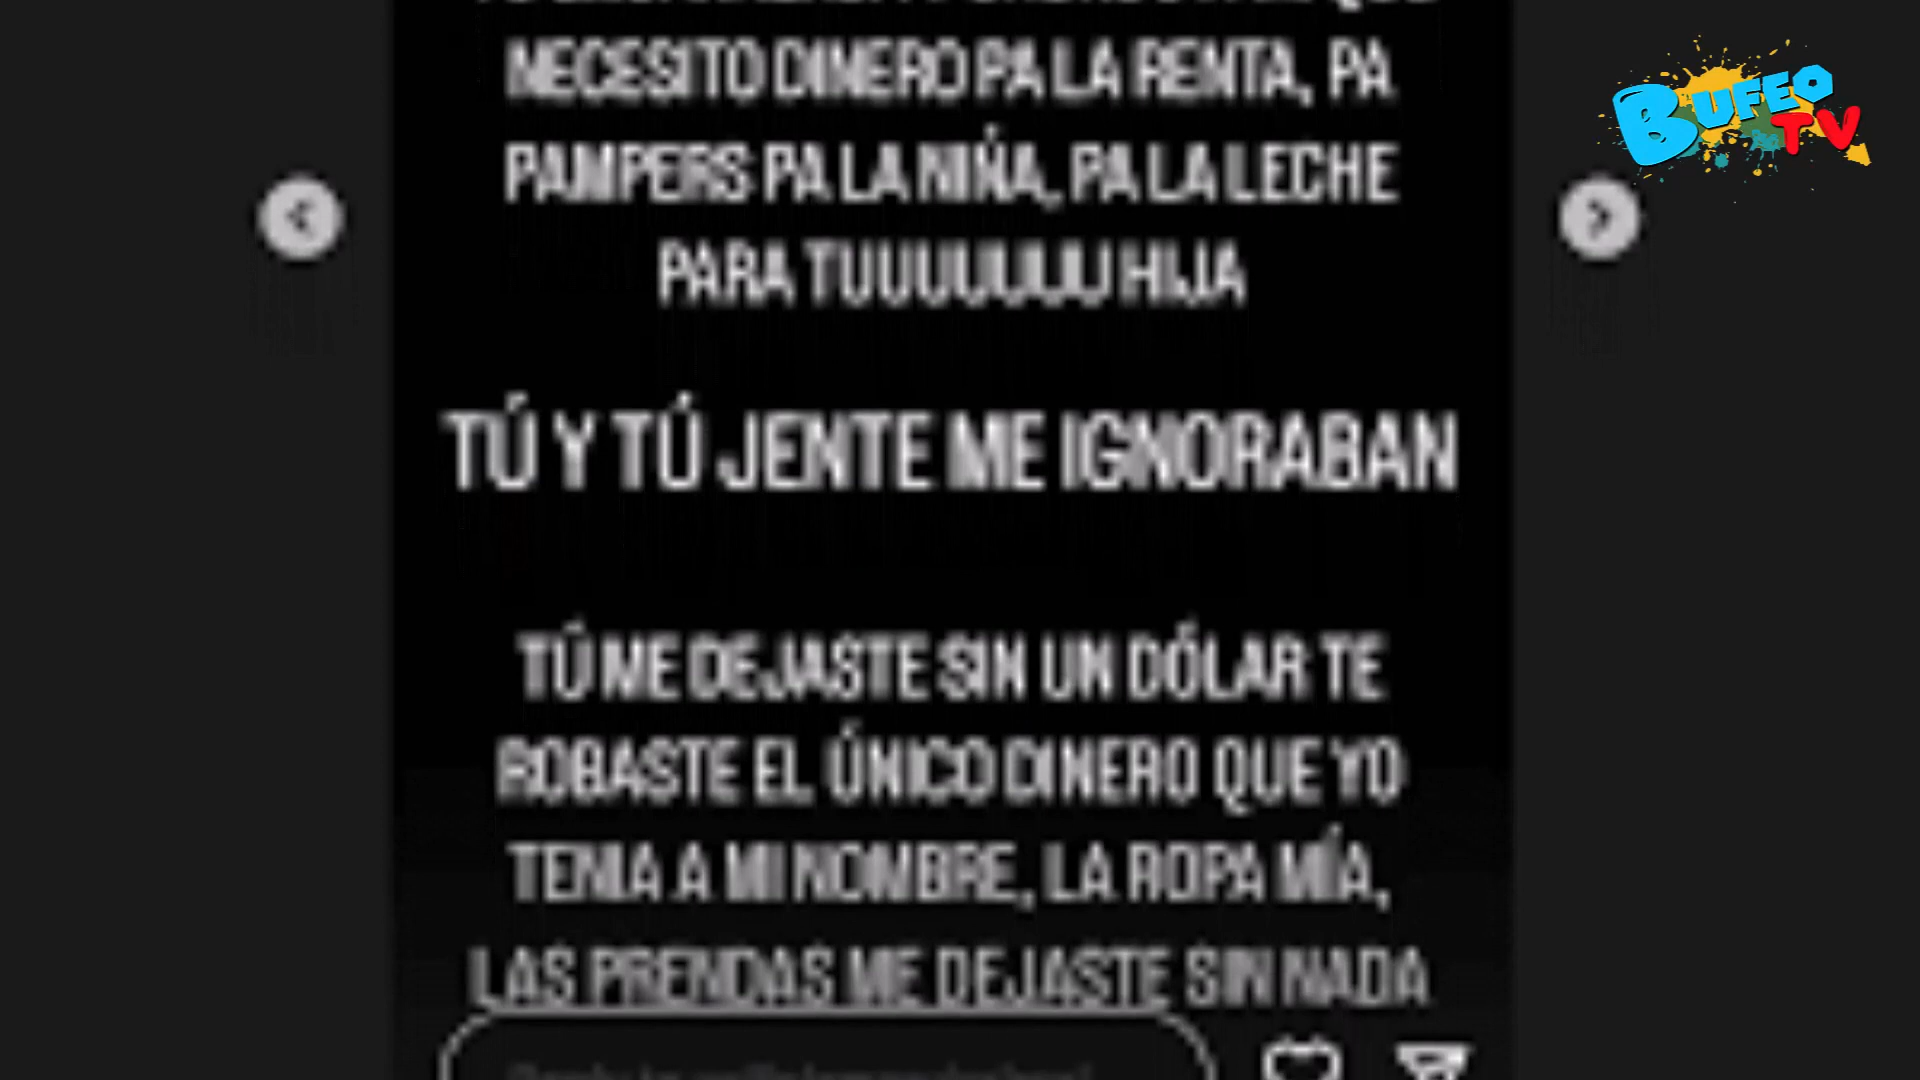 NECESITO DINERO PA LA RENTA, PA
PAMPERS PA LA NIÑA, PA LA LECHE
PARA TUUUUUUUU HIJA
TÚ Y TÚ JENTE ME IGNORABAN
TÚ ME DEJASTE SIN UN DÓLAR TE
ROBASTE EL ÚNICO DINERO QUE YO
TENIA A MI NOMBRE, LA ROPA MÍA,
LAS PRENDAS ME DEJASTE SIN NADA
BUFEO
TV